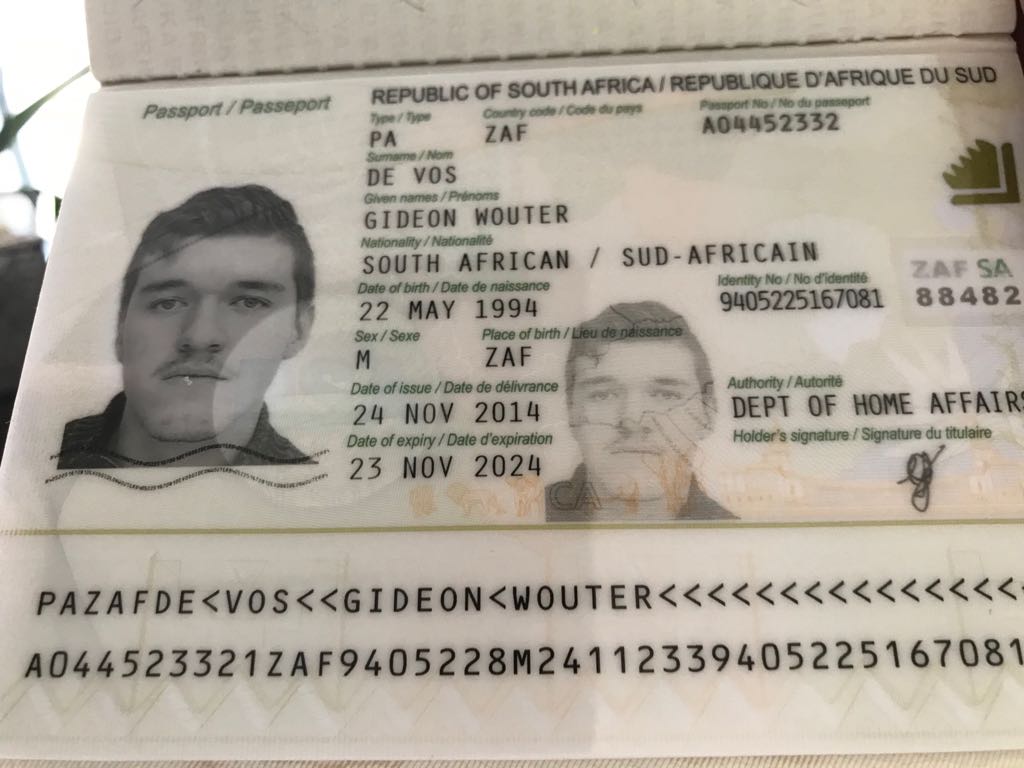 Passport / Passeport
REPUBLIC OF SOUTH AFRICA / REPUBLIQUE D'AFRIQUE DU SUD
Type / Type
Country code / Code du pays
Passport No / No du passeport
PA
ZAF
A04452332
Surname / Nom
DE VOS
Given names / Prénoms
GIDEON WOUTER
Nationality / Nationalité
SOUTH AFRICAN / SUD-AFRICAIN
Date of birth / Date de naissance
Identity No / No d'identité
22 MAY 1994
9405225167081
ZAF SA
88482
Sex / Sexe
Place of birth / Lieu de naissance
M
ZAF
Date of issue / Date de délivrance
Authority / Autorité
24 NOV 2014
DEPT OF HOME AFFAIRS
Date of expiry / Date d'expiration
Holder's signature / Signature du titulaire
23 NOV 2024
PAZAFDE<VOS<<GIDEON<WOUTER<<<<<<<<<<<<<<<
A044523321ZAF9405228M24112339405225167081